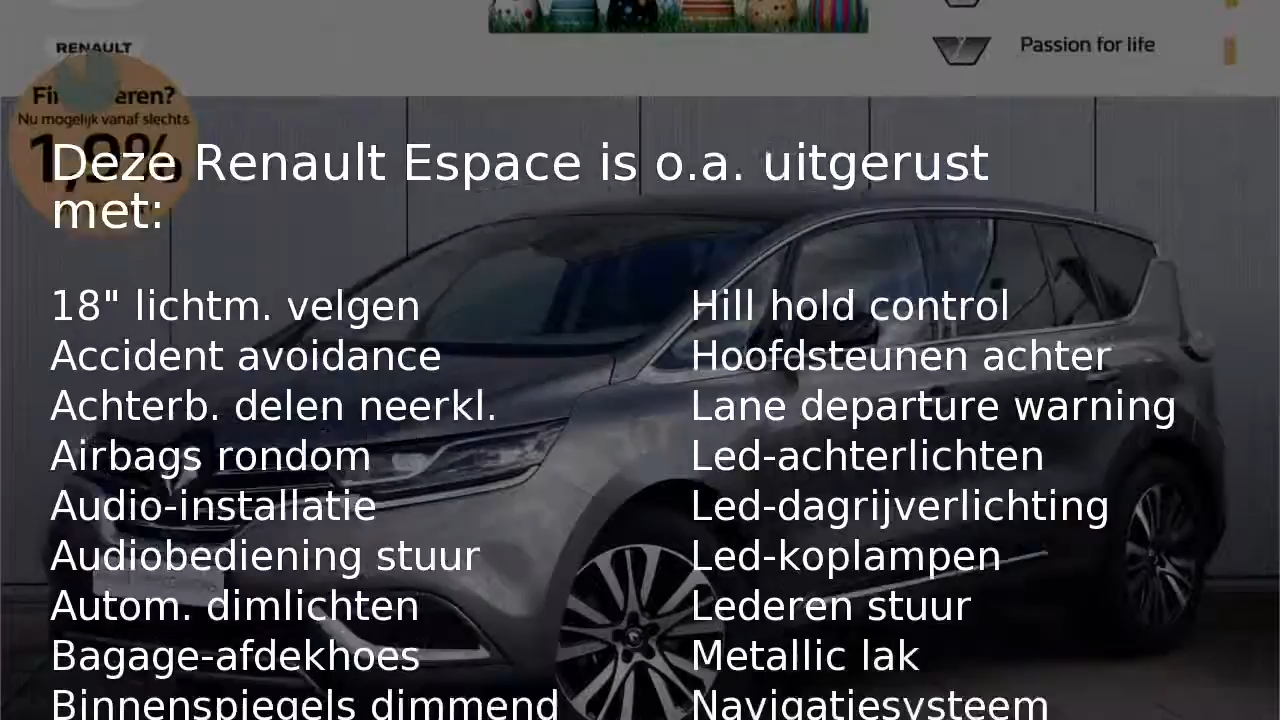 RENAULT
Passion for life
Nu mogelijk vanaf slechts
1,9%
Deze Renault Espace is o.a. uitgerust
met:
18" lichtm. velgen
Accident avoidance
Achterb. delen neerkl.
Airbags rondom
Audio-installatie
Audiobediening stuur
Autom. dimlichten
Bagage-afdekhoes
Binnenspiegels dimmend
Hill hold control
Hoofdsteunen achter
Lane departure warning
Led-achterlichten
Led-dagrijverlichting
Led-koplampen
Lederen stuur
Metallic lak
Navigatiesysteem